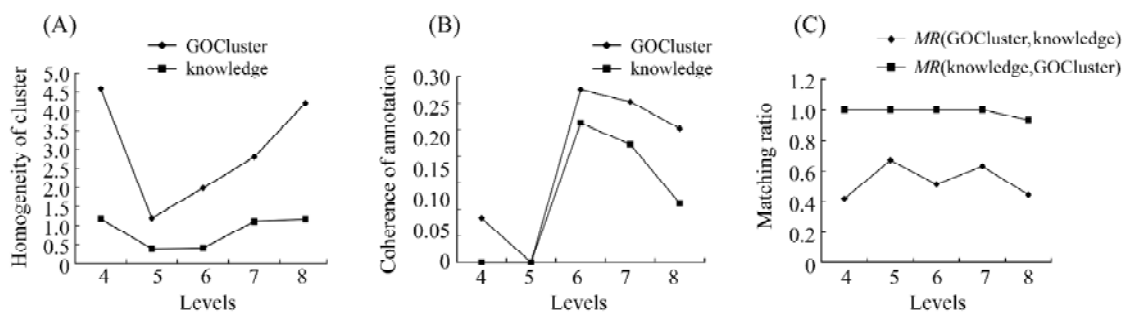 (A)
GOCluster
knowledge
Homogeneity of cluster
5.0
4.5
4.0
3.5
3.0
2.5
2.0
1.5
1.0
0.5
0
4 5 6 7 8
Levels
(B)
GOCluster
knowledge
Coherence of annotation
0.30
0.25
0.20
0.10
0.05
0
4 5 6 7 8
Levels
(C)
MR(GOCluster,knowledge)
MR(knowledge,GOCluster)
Matching ratio
1.2
1.0
0.8
0.6
0.4
0.2
0
4 5 6 7 8
Levels